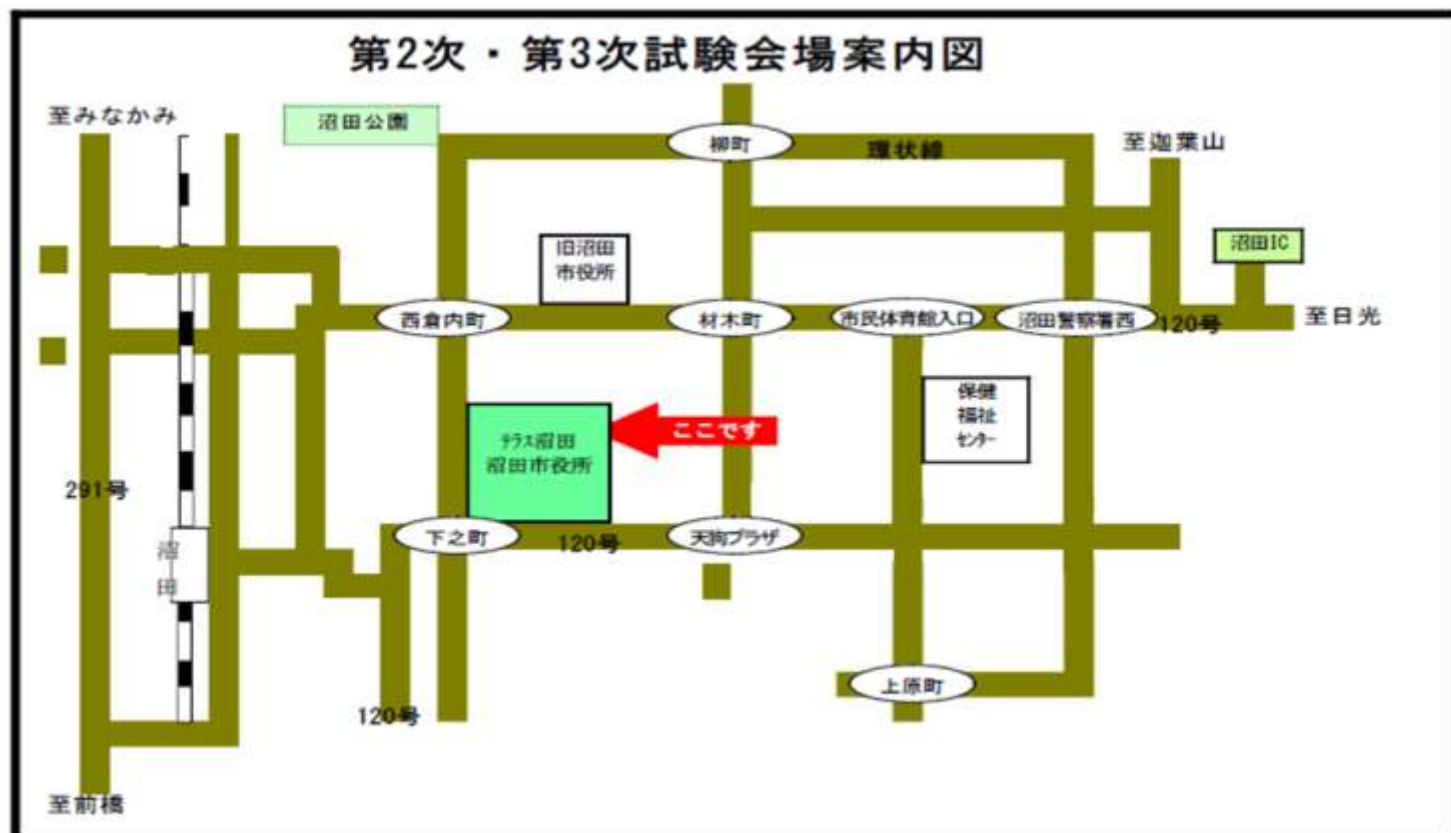 第2次・第3次試験会場案内図
至みなかみ
沼田公園
柳町
環状線
至迦葉山
旧沼田
市役所
沼田IC
西倉内町
材木町
市民体育館入口
沼田警察署西
120号
至日光
テラス沼田
沼田市役所
ここです
保健
福祉
センター
291号
沼
田
下之町
120号
天狗プラザ
上原町
120号
至前橋